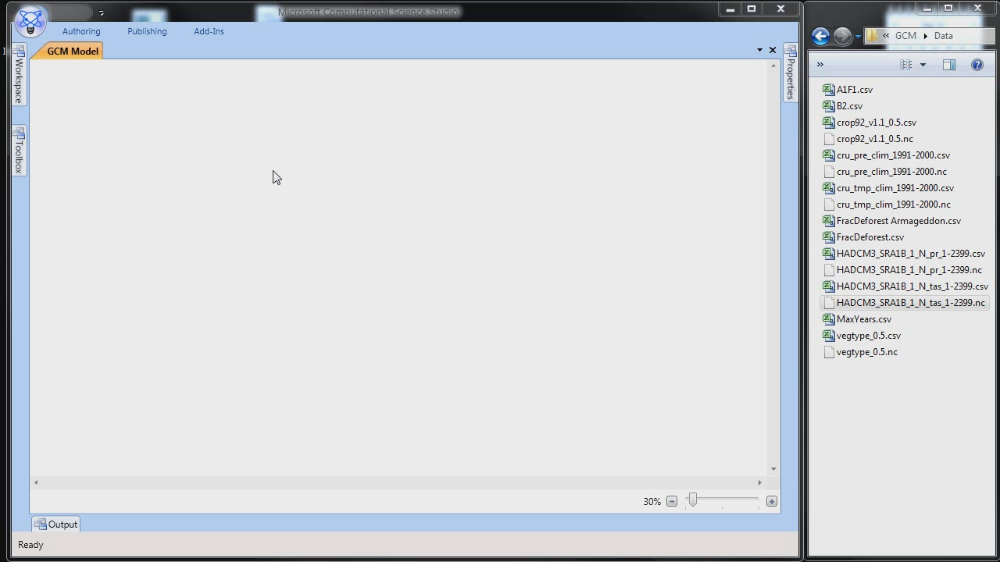 Microsoft Computational Science Studio
Authoring
Publishing
Add-Ins
GCM Model
Workspace
Toolbox
Properties
30%
Output
Ready
« GCM Data
»
A1F1.csv
B2.csv
crop92_v1.1_0.5.csv
crop92_v1.1_0.5.nc
cru_pre_clim_1991-2000.csv
cru_pre_clim_1991-2000.nc
cru_tmp_clim_1991-2000.csv
cru_tmp_clim_1991-2000.nc
FracDeforest Armageddon.csv
FracDeforest.csv
HADCM3_SRA1B_1_N_pr_1-2399.csv
HADCM3_SRA1B_1_N_pr_1-2399.nc
HADCM3_SRA1B_1_N_tas_1-2399.csv
HADCM3_SRA1B_1_N_tas_1-2399.nc
MaxYears.csv
vegtype_0.5.csv
vegtype_0.5.nc